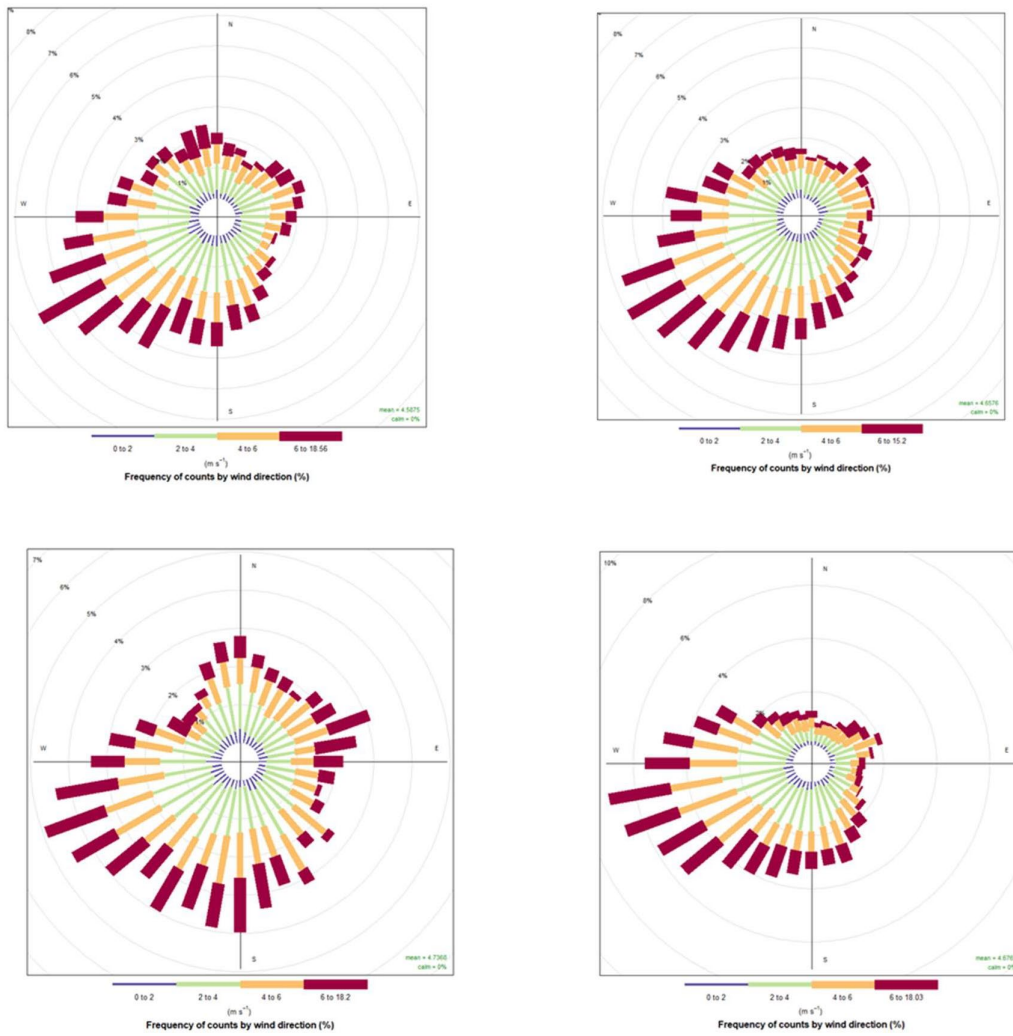 8%
N
7%
6%
5%
4%
3%
1%
W E
S
mean = 4.5875
calm = 0%
0 to 2 2 to 4 4 to 6 6 to 18.56
(m s⁻¹)
Frequency of counts by wind direction (%)
8%
N
7%
6%
5%
4%
3%
2%
1%
W E
S
calm = 0%
0 to 2 2 to 4 4 to 6 6 to 15.2
(m s⁻¹)
Frequency of counts by wind direction (%)
7%
N
6%
5%
4%
3%
2%
1%
W E
S
calm = 0%
0 to 2 2 to 4 4 to 6 6 to 18.2
(m s⁻¹)
Frequency of counts by wind direction (%)
10%
N
8%
6%
4%
2%
W E
S
mean = 4.676
calm = 0%
0 to 2 2 to 4 4 to 6 6 to 18.03
(m s⁻¹)
Frequency of counts by wind direction (%)